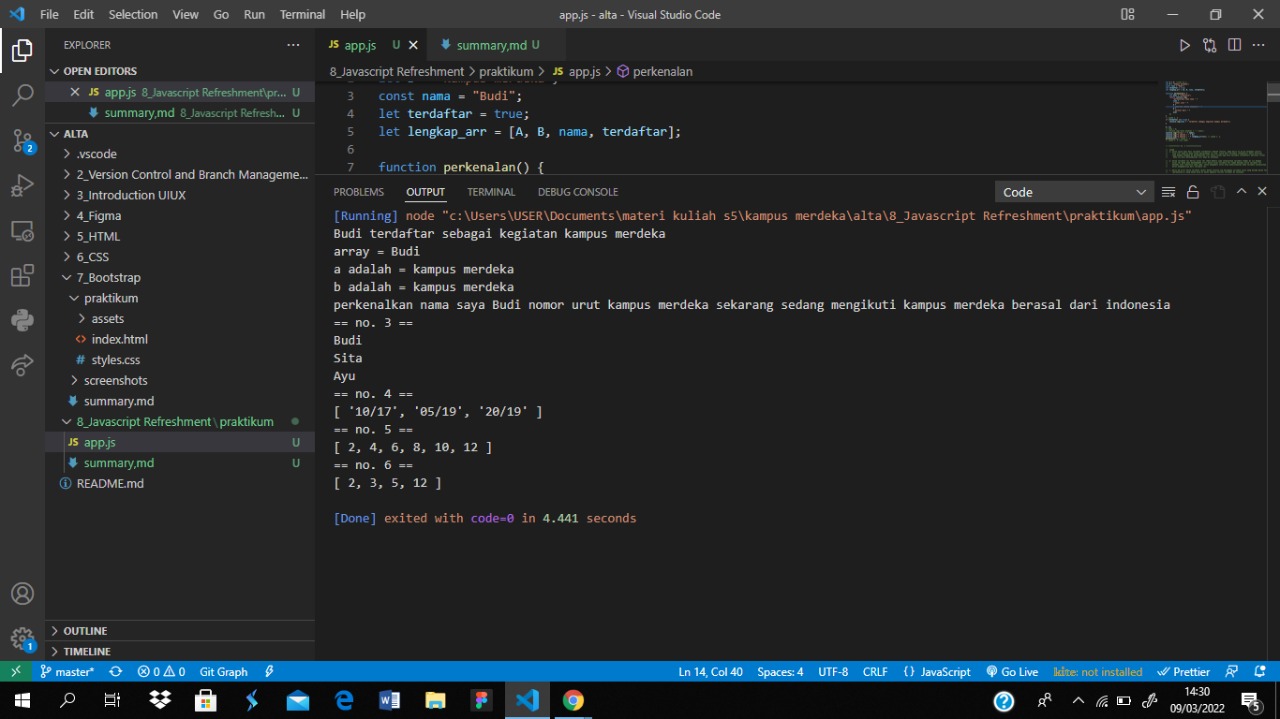 File Edit Selection View Go Run Terminal Help
app.js - alta - Visual Studio Code
EXPLORER
OPEN EDITORS
JS app.js 8_Javascript Refreshment\pr... U
summary,md 8_Javascript Refresh... U
ALTA
.vscode
2_Version Control and Branch Manageme...
3_Introduction UIUX
4_Figma
5_HTML
6_CSS
7_Bootstrap
praktikum
assets
<> index.html
# styles.css
screenshots
summary.md
8_Javascript Refreshment \ praktikum
JS app.js U
summary,md U
README.md
OUTLINE
TIMELINE
2
1
JS app.js U
summary,md U
8_Javascript Refreshment > praktikum > JS app.js > perkenalan
3 const nama = "Budi";
4 let terdaftar = true;
5 let lengkap_arr = [A, B, nama, terdaftar];
6
7 function perkenalan() {
PROBLEMS OUTPUT TERMINAL DEBUG CONSOLE
Code
[Running] node "c:\Users\USER\Documents\materi kuliah s5\kampus merdeka\alta\8_Javascript Refreshment\praktikum\app.js"
Budi terdaftar sebagai kegiatan kampus merdeka
array = Budi
a adalah = kampus merdeka
b adalah = kampus merdeka
perkenalkan nama saya Budi nomor urut kampus merdeka sekarang sedang mengikuti kampus merdeka berasal dari indonesia
== no. 3 ==
Budi
Sita
Ayu
== no. 4 ==
[ '10/17', '05/19', '20/19' ]
== no. 5 ==
[ 2, 4, 6, 8, 10, 12 ]
== no. 6 ==
[ 2, 3, 5, 12 ]
[Done] exited with code=0 in 4.441 seconds
master* 0 0 Git Graph
Ln 14, Col 40 Spaces: 4 UTF-8 CRLF {} JavaScript Go Live kite: not installed Prettier
14:30
09/03/2022
5